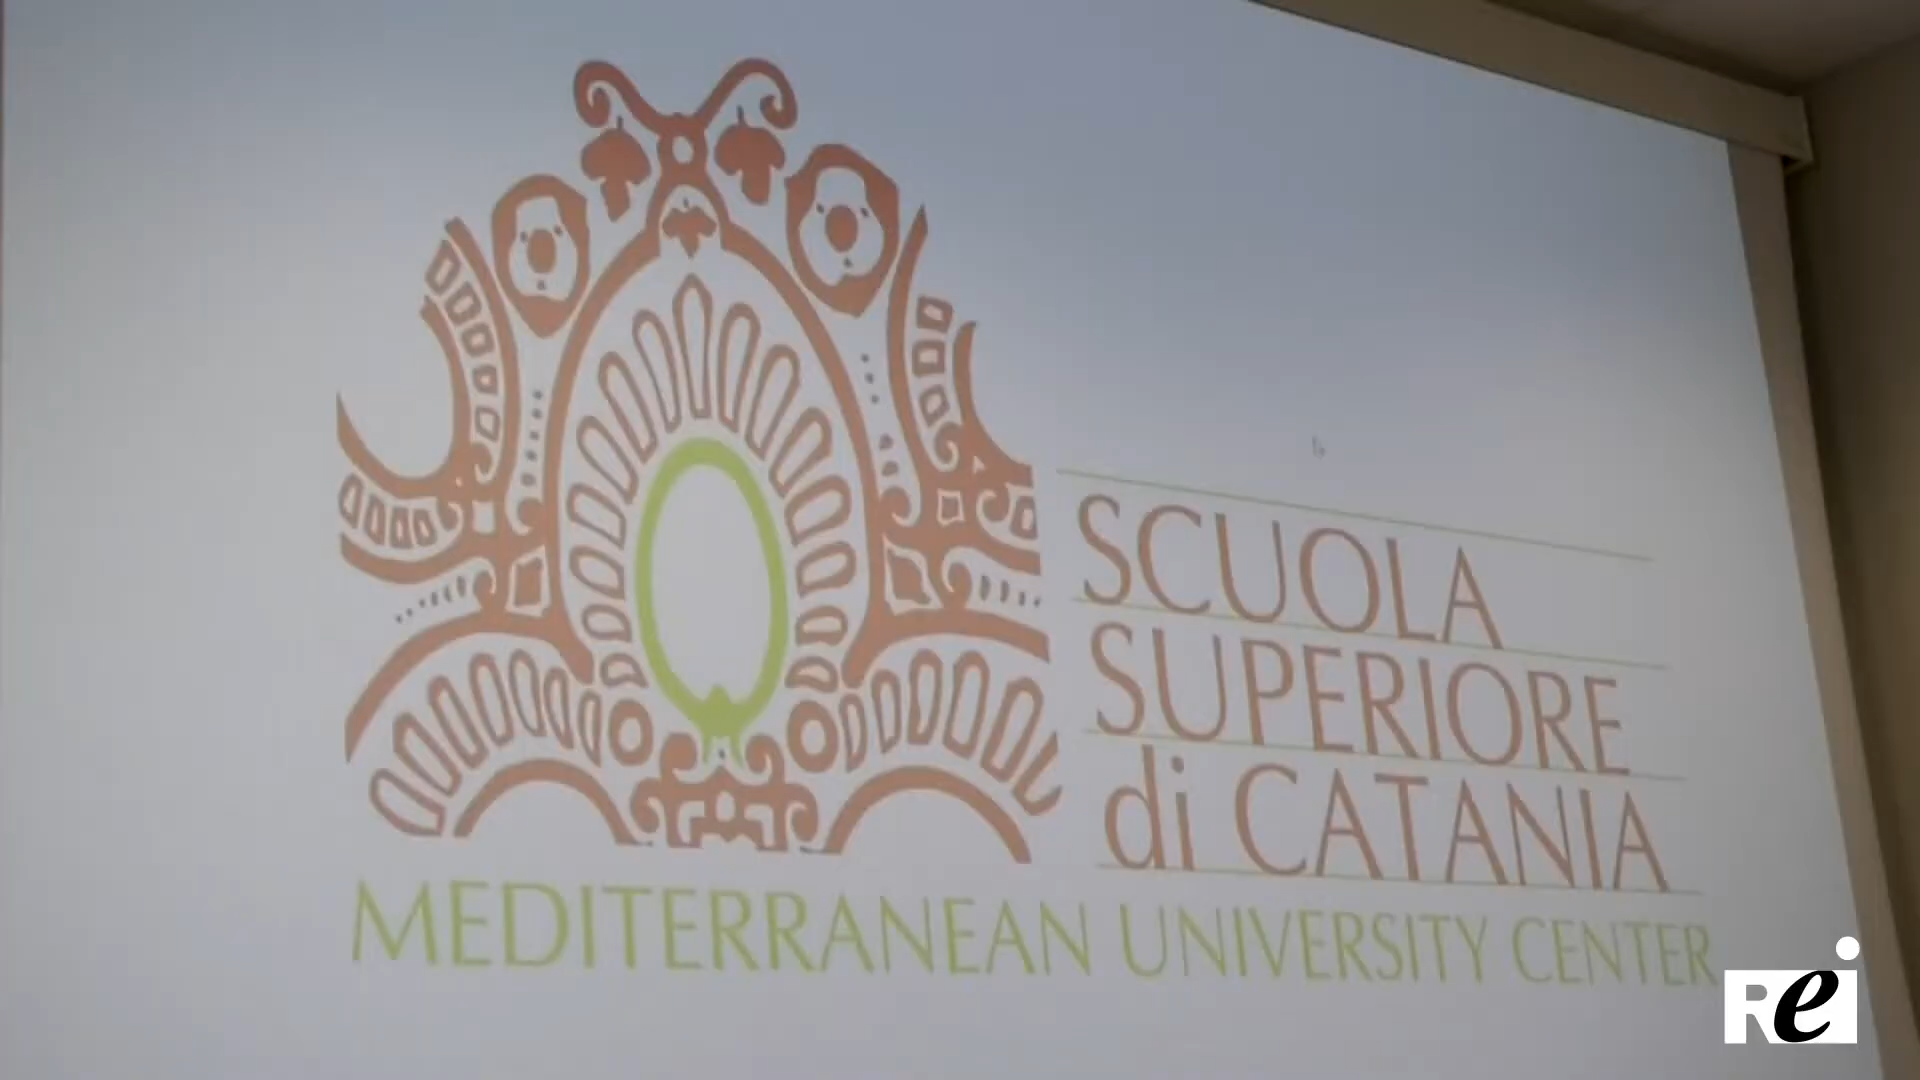 SCUOLA
SUPERIORE
di CATANIA
MEDITERRANEAN UNIVERSITY CENTER
Rei